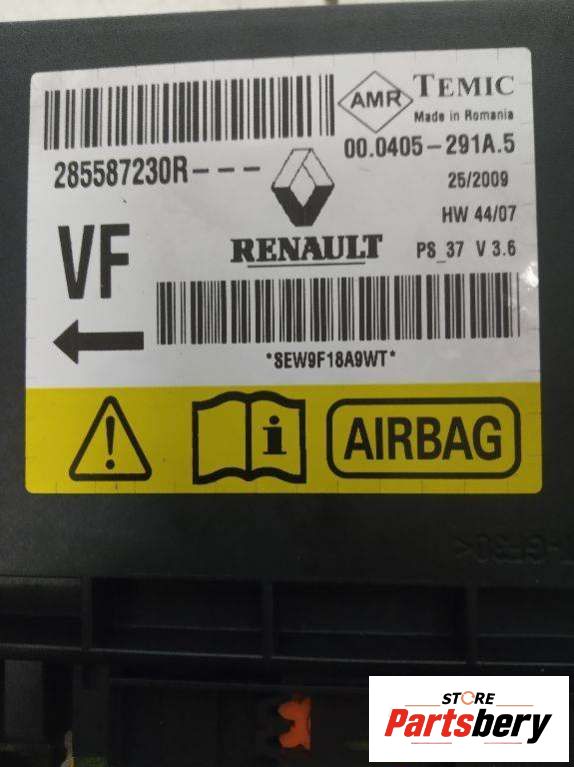 AMR TEMIC
Made in Romania
285587230R---
00.0405-291A.5
25/2009
HW 44/07
VF
RENAULT
PS_37 V 3.6
*SEW9F18A9WT*
i
AIRBAG
STORE
Partsbery